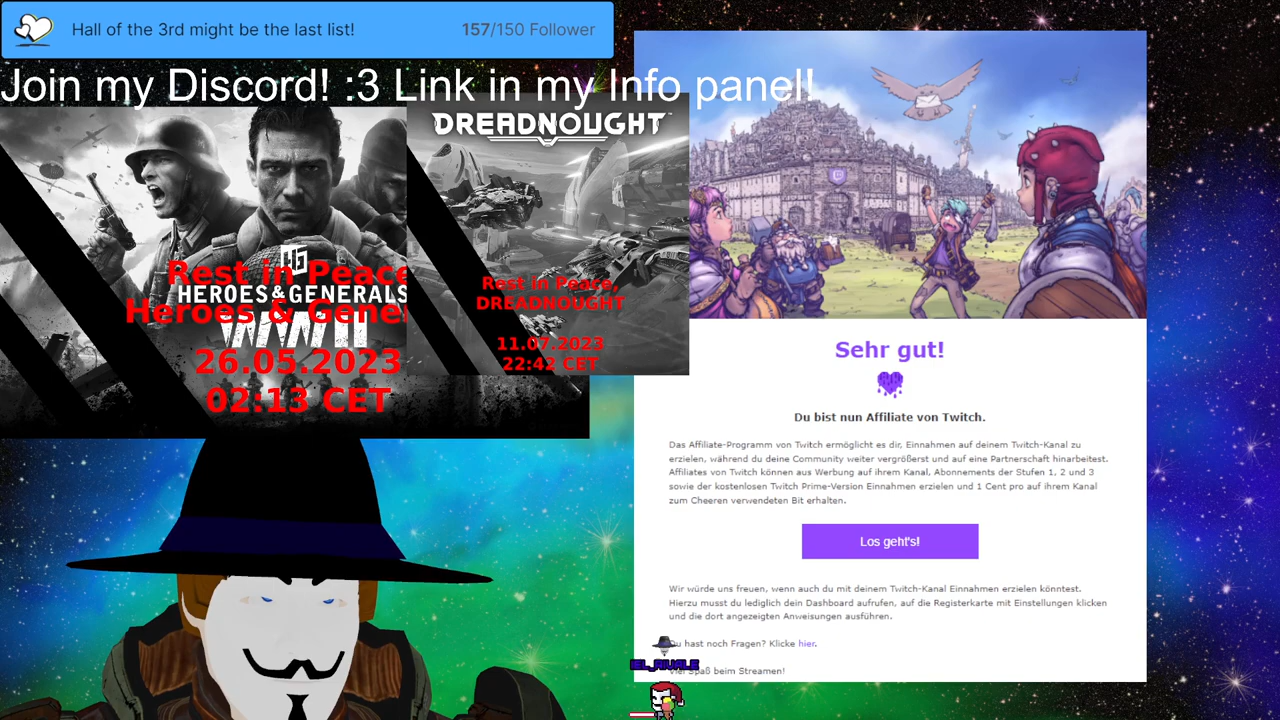 Hall of the 3rd might be the last list!
157/150 Follower
Join my Discord! :3 Link in my Info panel!
DREADNOUGHT
Rest in Peace
Heroes & Gener
HEROES & GENERALS
WWII
26.05.2023
02:13 CET
Rest in Peace,
DREADNOUGHT
11.07.2023
22:42 CET
Sehr gut!
Du bist nun Affiliate von Twitch.
Das Affiliate-Programm von Twitch ermöglicht es dir, Einnahmen auf deinem Twitch-Kanal zu
erzielen, während du deine Community weiter vergrößerst und auf eine Partnerschaft hinarbeitest.
Affiliates von Twitch können aus Werbung auf ihrem Kanal, Abonnements der Stufen 1, 2 und 3
sowie der kostenlosen Twitch Prime-Version Einnahmen erzielen und 1 Cent pro auf ihrem Kanal
zum Cheeren verwendeten Bit erhalten.
Los geht's!
Wir würde uns freuen, wenn auch du mit deinem Twitch-Kanal Einnahmen erzielen könntest.
Hierzu musst du lediglich dein Dashboard aufrufen, auf die Registerkarte mit Einstellungen klicken
und die dort angezeigten Anweisungen ausführen.
Du hast noch Fragen? Klicke hier.
Viel Spaß beim Streamen!